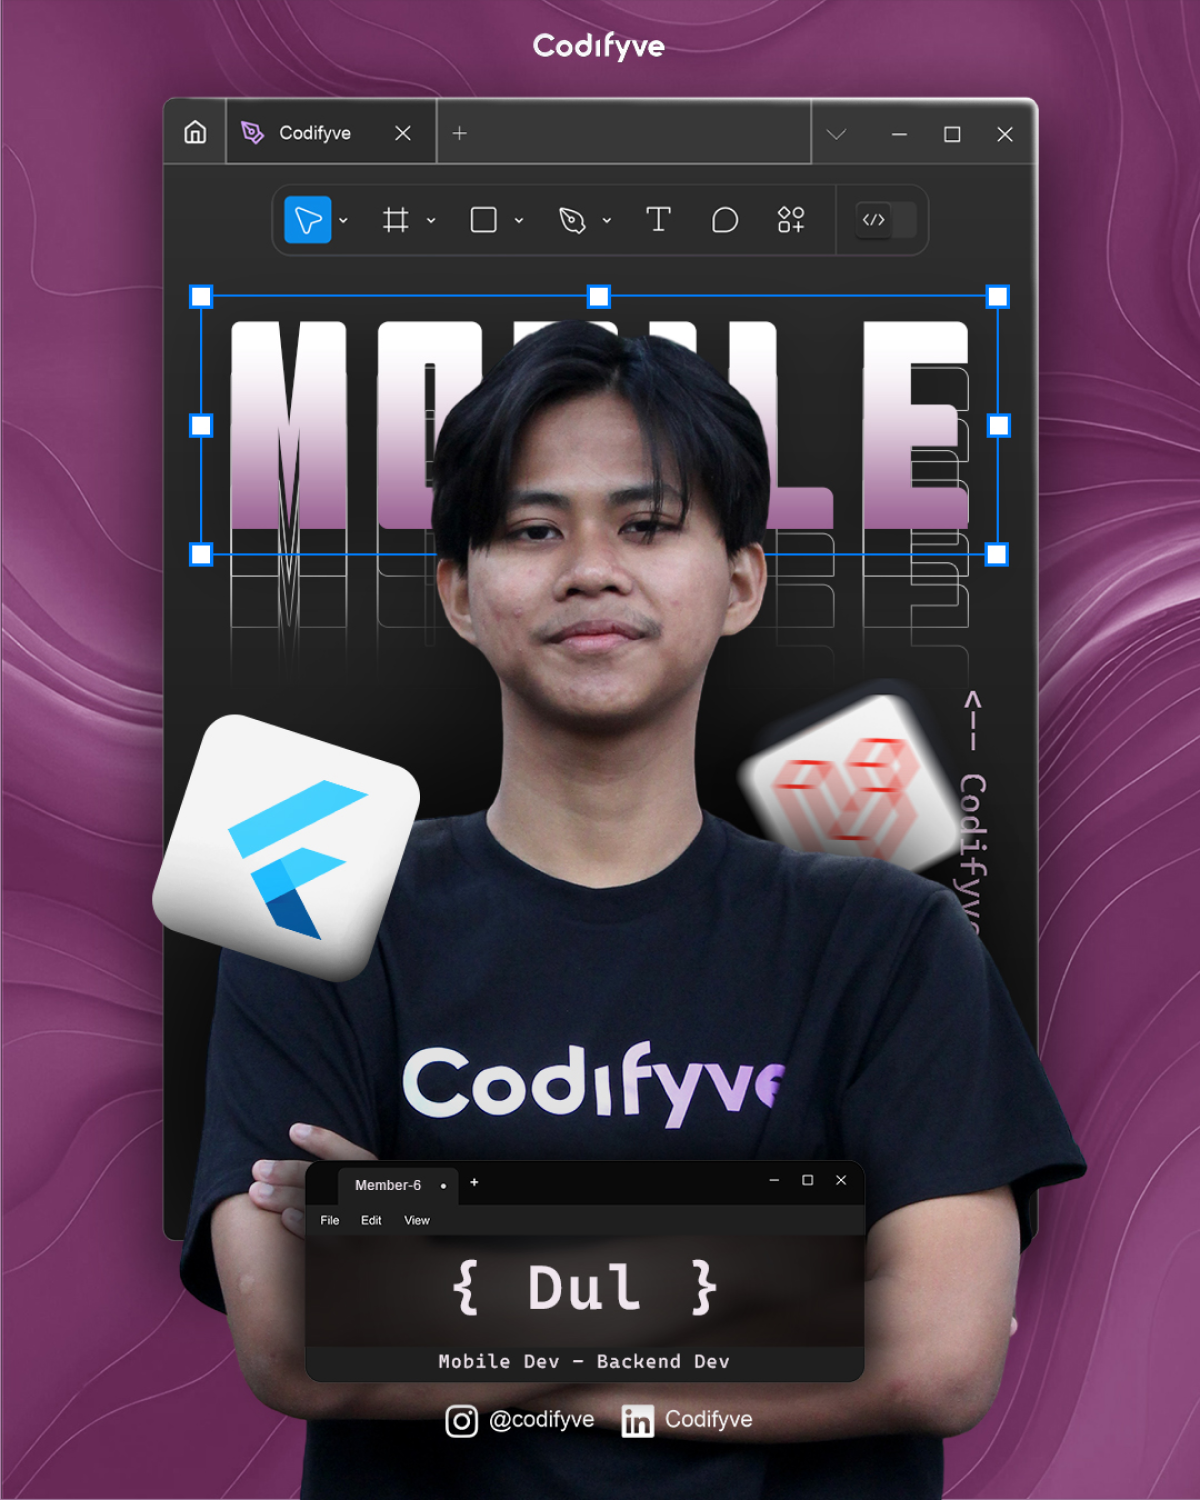 Codifyve
Codifyve
T
</>
MOBILE
<-- Codifyve
Codifyve
Member-6
File Edit View
{ Dul }
Mobile Dev - Backend Dev
@codifyve
Codifyve